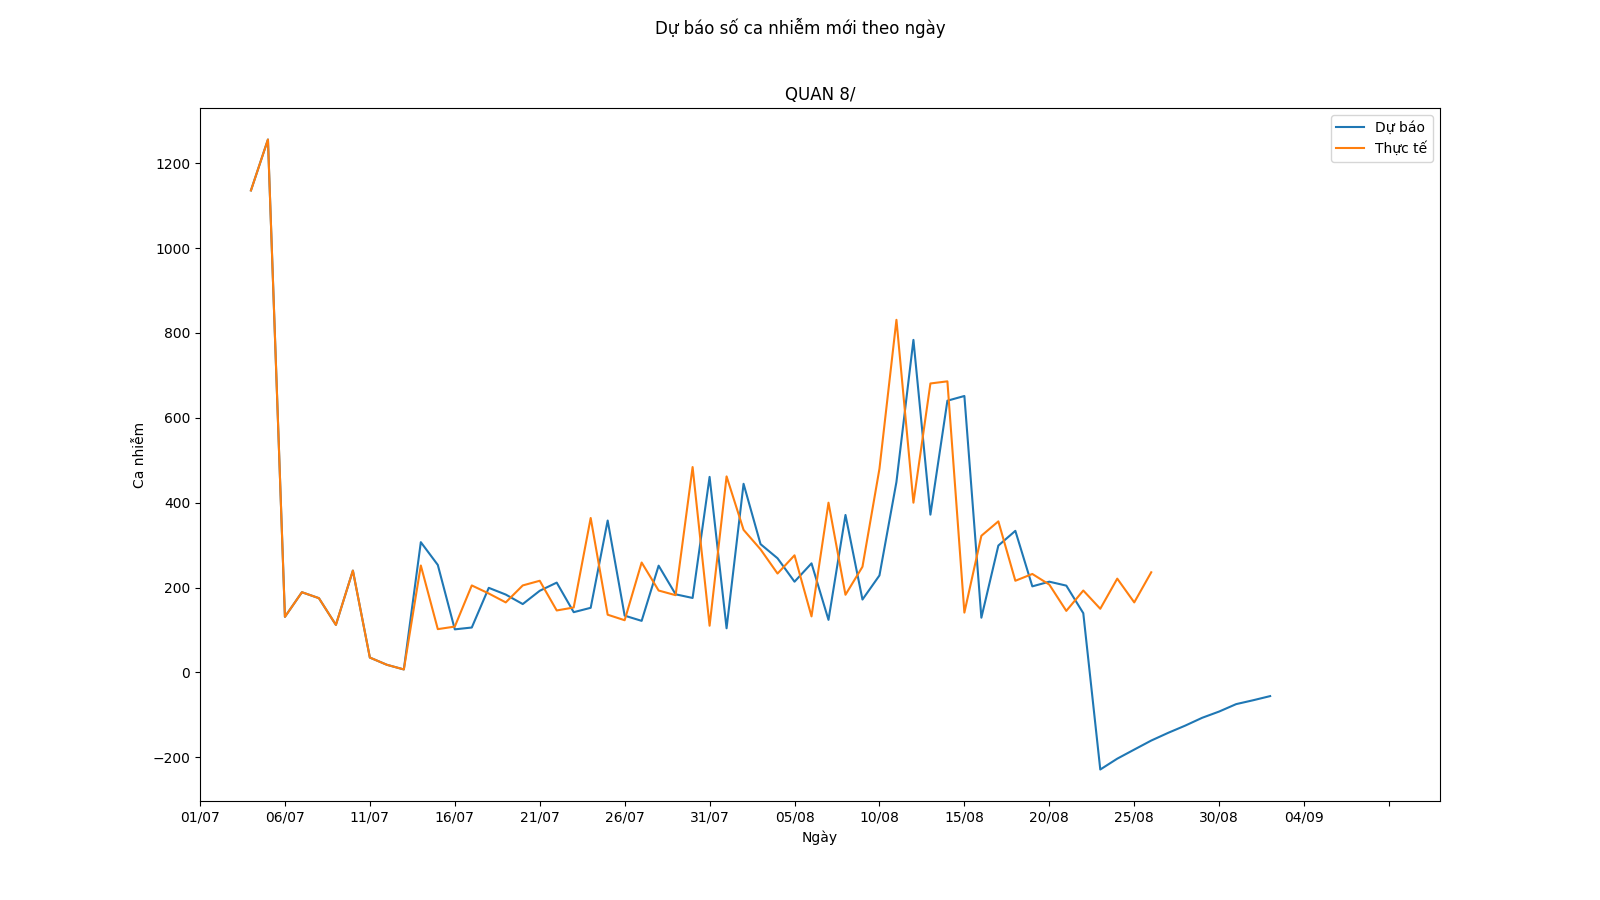 Dự báo số ca nhiễm mới theo ngày
QUAN 8/
Dự báo
Thực tế
1200
1000
800
600
400
200
0
−200
Ca nhiễm
01/07 06/07 11/07 16/07 21/07 26/07 31/07 05/08 10/08 15/08 20/08 25/08 30/08 04/09
Ngày